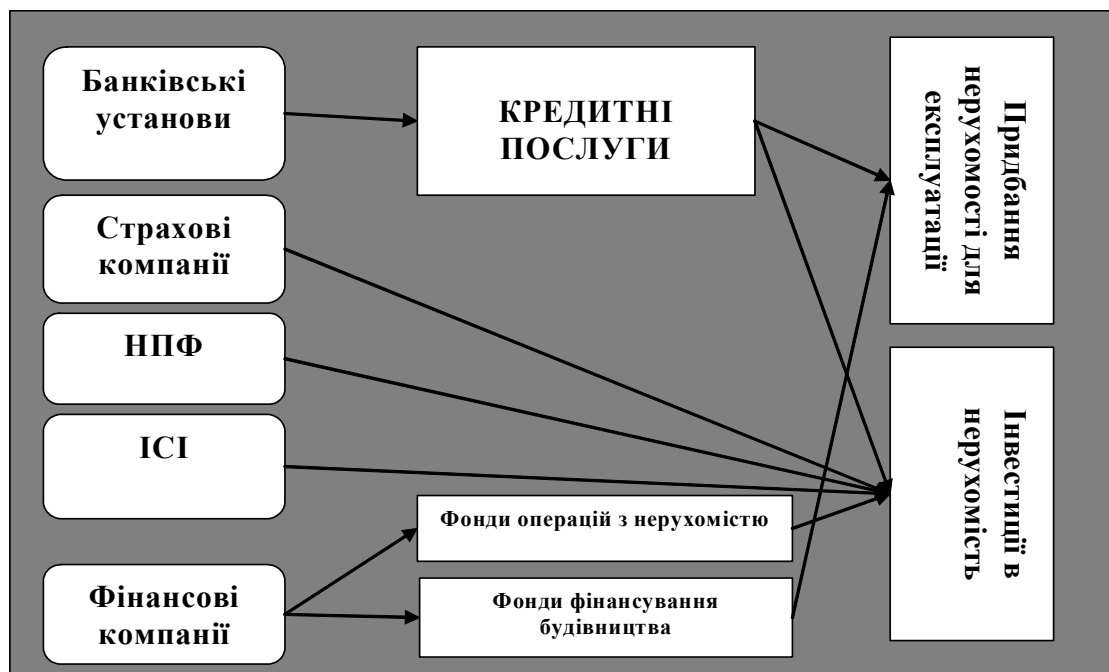 Банківські
установи
КРЕДИТНІ
ПОСЛУГИ
Придбання
нерухомості для
експлуатації
Страхові
компанії
НПФ
ІСІ
Інвестиції в
нерухомість
Фонди операцій з нерухомістю
Фінансові
компанії
Фонди фінансування
будівництва